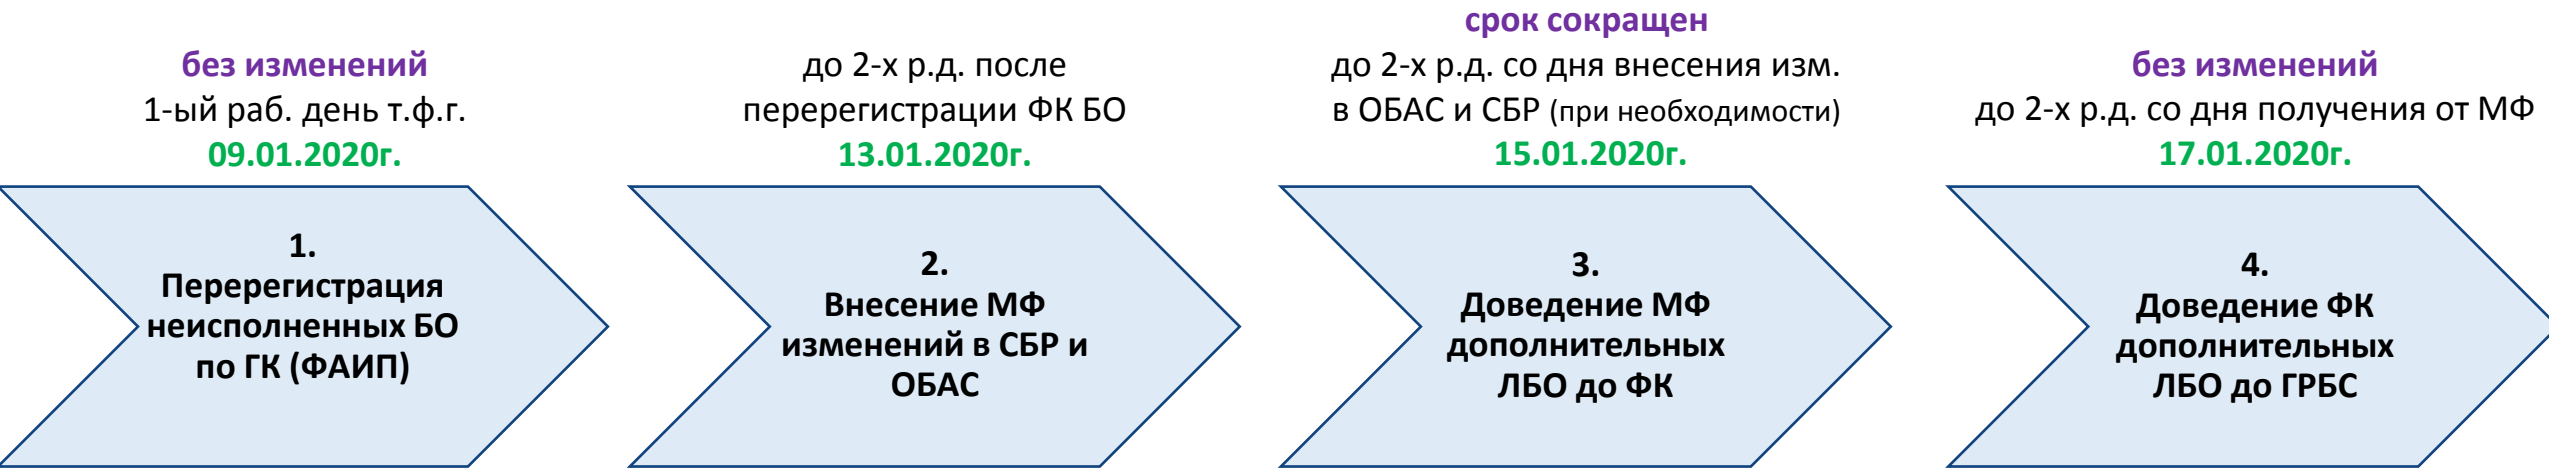 без изменений
1-ый раб. день т.ф.г.
09.01.2020г.
1.
Перерегистрация
неисполненных БО
по ГК (ФАИП)
до 2-х р.д. после
перерегистрации ФК БО
13.01.2020г.
2.
Внесение МФ
изменений в СБР и
ОБАС
срок сокращен
до 2-х р.д. со дня внесения изм.
в ОБАС и СБР (при необходимости)
15.01.2020г.
3.
Доведение МФ
дополнительных
ЛБО до ФК
без изменений
до 2-х р.д. со дня получения от МФ
17.01.2020г.
4.
Доведение ФК
дополнительных
ЛБО до ГРБС